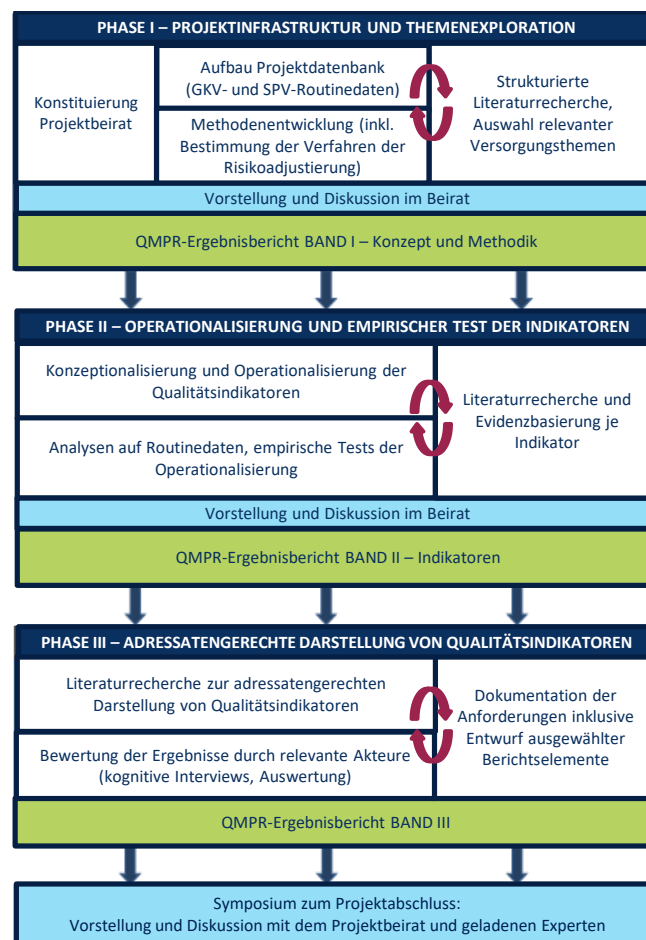 PHASE I – PROJEKTINFRASTRUKTUR UND THEMENEXPLORATION
Konstituierung
Projektbeirat
Aufbau Projektdatenbank
(GKV- und SPV-Routinedaten)
Methodenentwicklung (inkl.
Bestimmung der Verfahren der
Risikoadjustierung)
Strukturierte
Literaturrecherche,
Auswahl relevanter
Versorgungsthemen
Vorstellung und Diskussion im Beirat
QMPR-Ergebnisbericht BAND I – Konzept und Methodik
PHASE II – OPERATIONALISIERUNG UND EMPIRISCHER TEST DER INDIKATOREN
Konzeptionalisierung und Operationalisierung der
Qualitätsindikatoren
Analysen auf Routinedaten, empirische Tests der
Operationalisierung
Literaturrecherche und
Evidenzbasierung je
Indikator
Vorstellung und Diskussion im Beirat
QMPR-Ergebnisbericht BAND II – Indikatoren
PHASE III – ADRESSATENGERECHTE DARSTELLUNG VON QUALITÄTSINDIKATOREN
Literaturrecherche zur adressatengerechten
Darstellung von Qualitätsindikatoren
Bewertung der Ergebnisse durch relevante Akteure
(kognitive Interviews, Auswertung)
Dokumentation der
Anforderungen inklusive
Entwurf ausgewählter
Berichtselemente
QMPR-Ergebnisbericht BAND III
Symposium zum Projektabschluss:
Vorstellung und Diskussion mit dem Projektbeirat und geladenen Experten